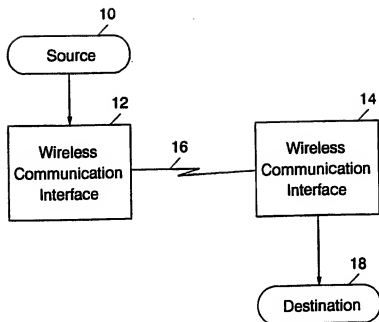 10
Source
12
Wireless
Communication
Interface
16
14
Wireless
Communication
Interface
18
Destination